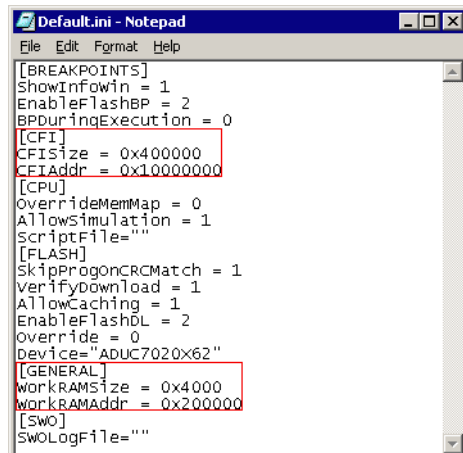 Default.ini - Notepad
File Edit Format Help
[BREAKPOINTS]
ShowInfoWin = 1
EnableFlashBP = 2
BPDuringExecution = 0
[CFI]
CFISize = 0x400000
CFIAddr = 0x10000000
[CPU]
OverrideMemMap = 0
AllowSimulation = 1
ScriptFile=""
[FLASH]
SkipProgOnCRCMatch = 1
VerifyDownload = 1
AllowCaching = 1
EnableFlashDL = 2
Override = 0
Device="ADUC7020X62"
[GENERAL]
WorkRAMSize = 0x4000
WorkRAMAddr = 0x200000
[SWO]
SWOLogFile=""